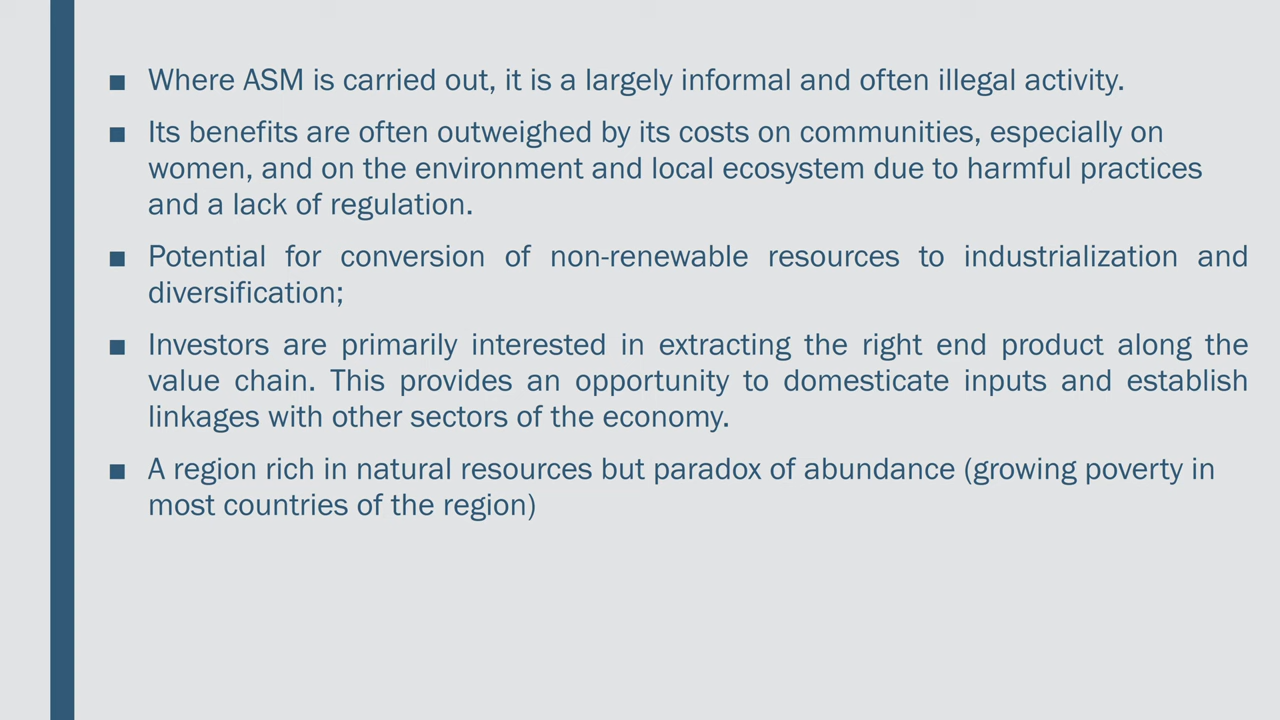 ■ Where ASM is carried out, it is a largely informal and often illegal activity.
■ Its benefits are often outweighed by its costs on communities, especially on
women, and on the environment and local ecosystem due to harmful practices
and a lack of regulation.
■ Potential for conversion of non-renewable resources to industrialization and
diversification;
■ Investors are primarily interested in extracting the right end product along the
value chain. This provides an opportunity to domesticate inputs and establish
linkages with other sectors of the economy.
■ A region rich in natural resources but paradox of abundance (growing poverty in
most countries of the region)